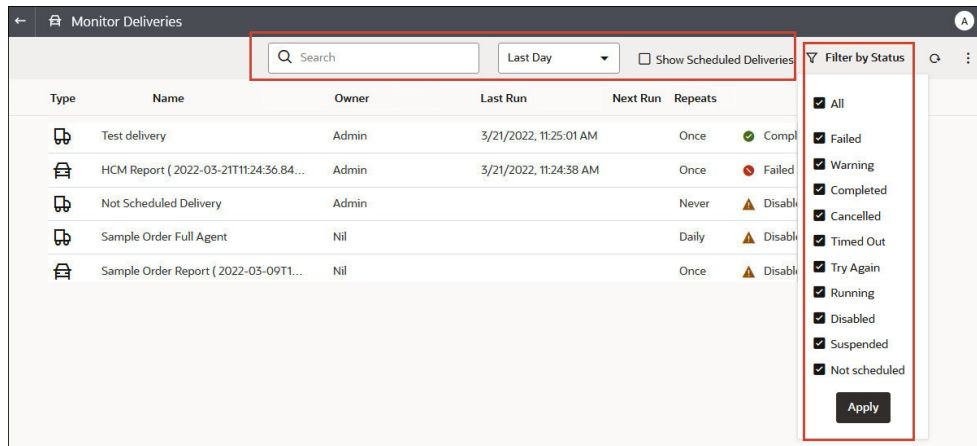 Monitor Deliveries
A
Search
Last Day
Show Scheduled Deliveries
Filter by Status
Type Name Owner Last Run Next Run Repeats
All
Test delivery Admin 3/21/2022, 11:25:01 AM Once Compl
Failed
HCM Report ( 2022-03-21T11:24:36.84... Admin 3/21/2022, 11:24:38 AM Once Failed
Warning
Completed
Not Scheduled Delivery Admin Never Disabl
Cancelled
Sample Order Full Agent Nil Daily Disabl
Timed Out
Try Again
Sample Order Report ( 2022-03-09T1... Nil Once Disabl
Running
Disabled
Suspended
Not scheduled
Apply